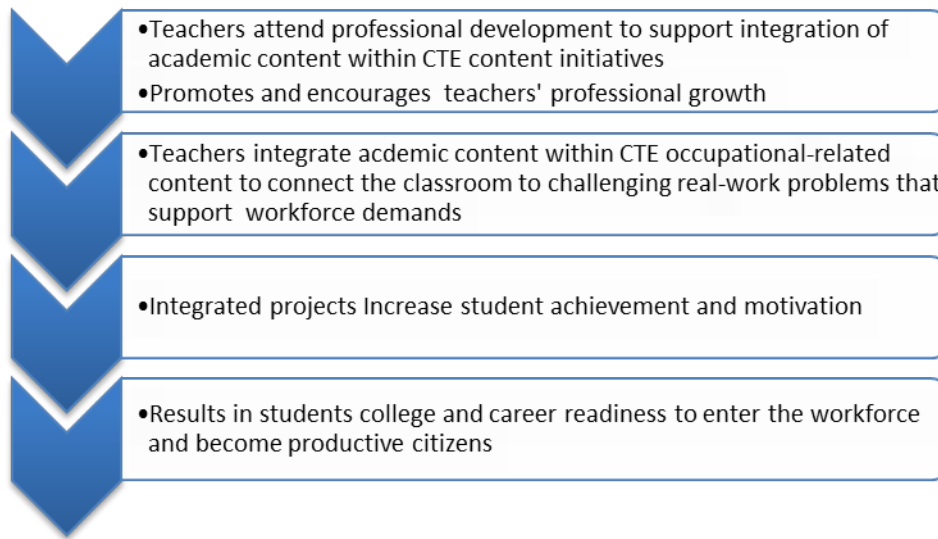 •Teachers attend professional development to support integration of
academic content within CTE content initiatives
•Promotes and encourages  teachers' professional growth
•Teachers integrate acdemic content within CTE occupational-related
content to connect the classroom to challenging real-work problems that
support  workforce demands
•Integrated projects Increase student achievement and motivation
•Results in students college and career readiness to enter the workforce
and become productive citizens